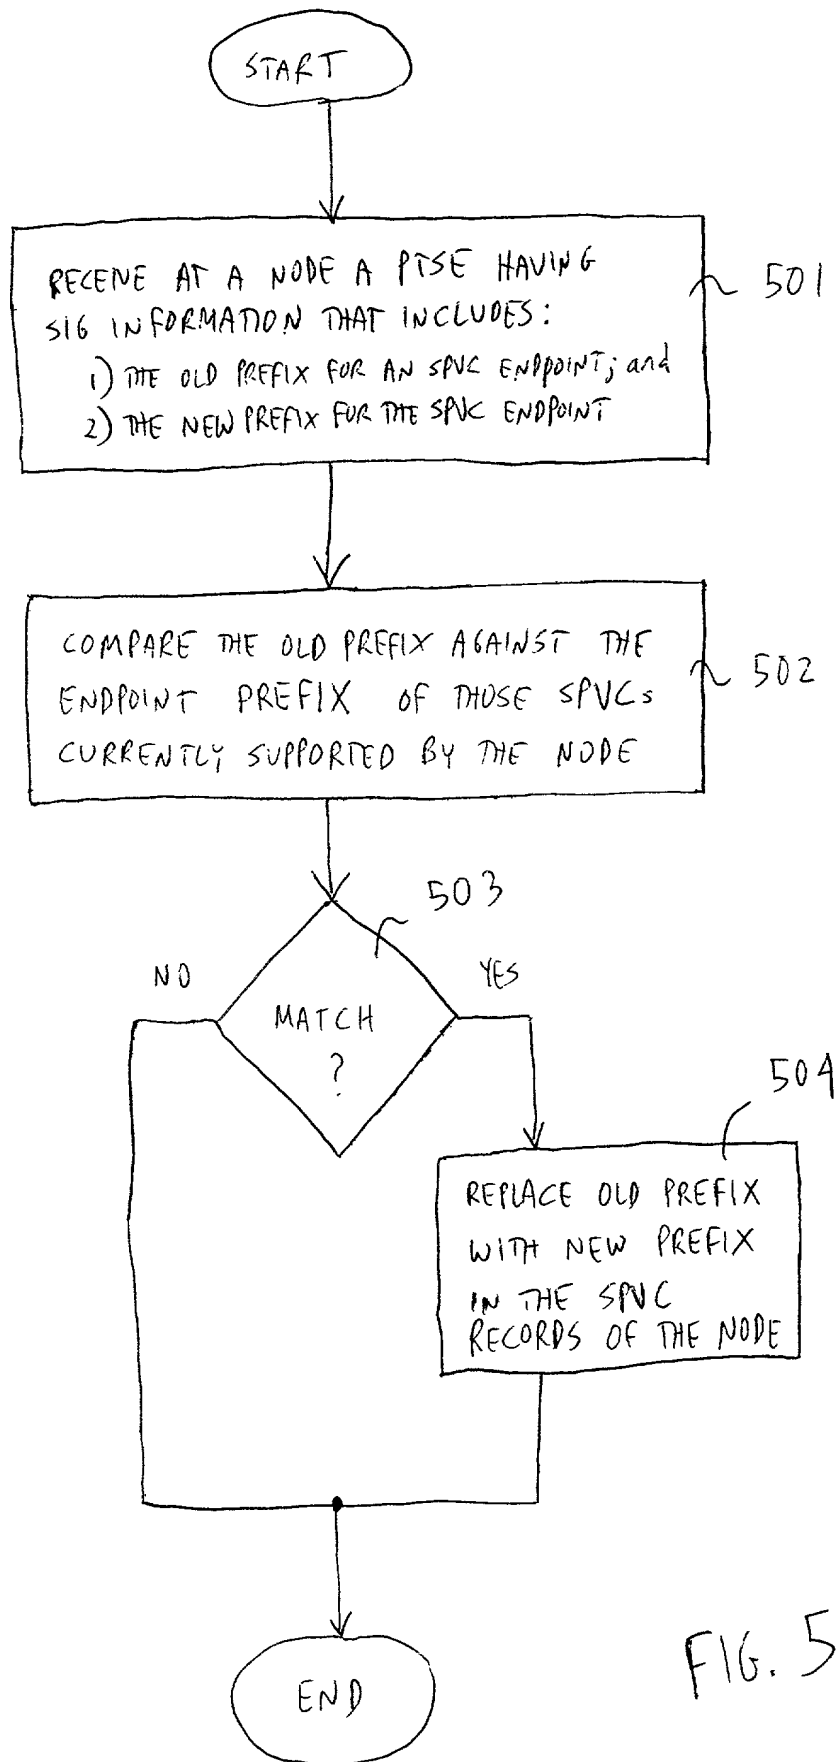 START
RECEIVE AT A NODE A PTSE HAVING
SIG INFORMATION THAT INCLUDES:
1) THE OLD PREFIX FOR AN SPVC ENDPOINT; and
2) THE NEW PREFIX FOR THE SPVC ENDPOINT
501
COMPARE THE OLD PREFIX AGAINST THE
ENDPOINT PREFIX OF THOSE SPVCs
CURRENTLY SUPPORTED BY THE NODE
502
503
NO
YES
MATCH
?
504
REPLACE OLD PREFIX
WITH NEW PREFIX
IN THE SPVC
RECORDS OF THE NODE
END
FIG. 5